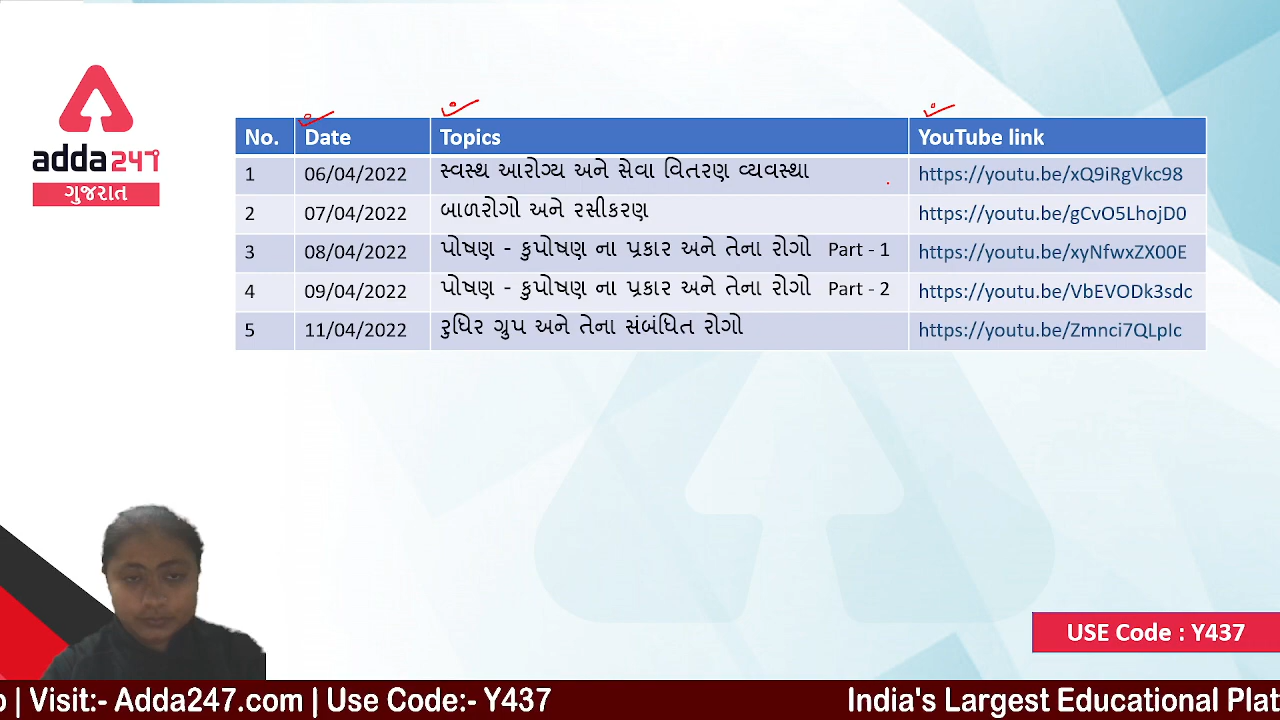 adda247
ગુજરાત
No. Date Topics YouTube link
1 06/04/2022 સ્વસ્થ આરોગ્ય અને સેવા વિતરણ વ્યવસ્થા https://youtu.be/xQ9iRgVkc98
2 07/04/2022 બાળરોગો અને રસીકરણ https://youtu.be/gCvO5LhojD0
3 08/04/2022 પોષણ - કુપોષણ ના પ્રકાર અને તેના રોગો Part - 1 https://youtu.be/xyNfwxZX00E
4 09/04/2022 પોષણ - કુપોષણ ના પ્રકાર અને તેના રોગો Part - 2 https://youtu.be/VbEVODk3sdc
5 11/04/2022 રુધિર ગ્રુપ અને તેના સંબંધિત રોગો https://youtu.be/Zmnci7QLpIc
USE Code : Y437
| Visit:- Adda247.com | Use Code:- Y437 India's Largest Educational Plat